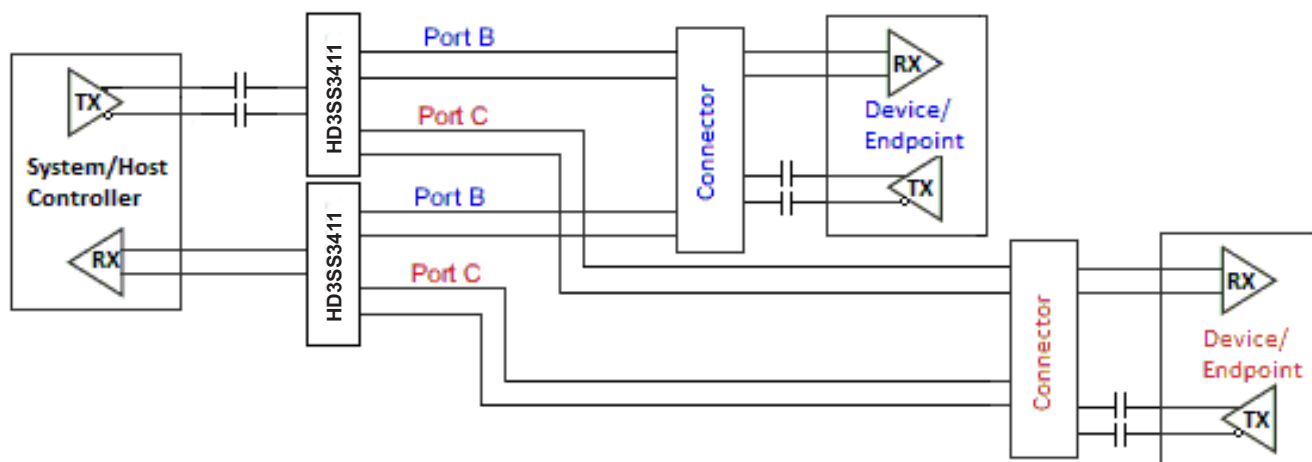 Port B
RX
Device/
Endpoint
TX
Connector
HD3SS3411
TX
System/Host
Controller
Port C
Port B
HD3SS3411
RX
Port C
Connector
RX
Device/
Endpoint
TX